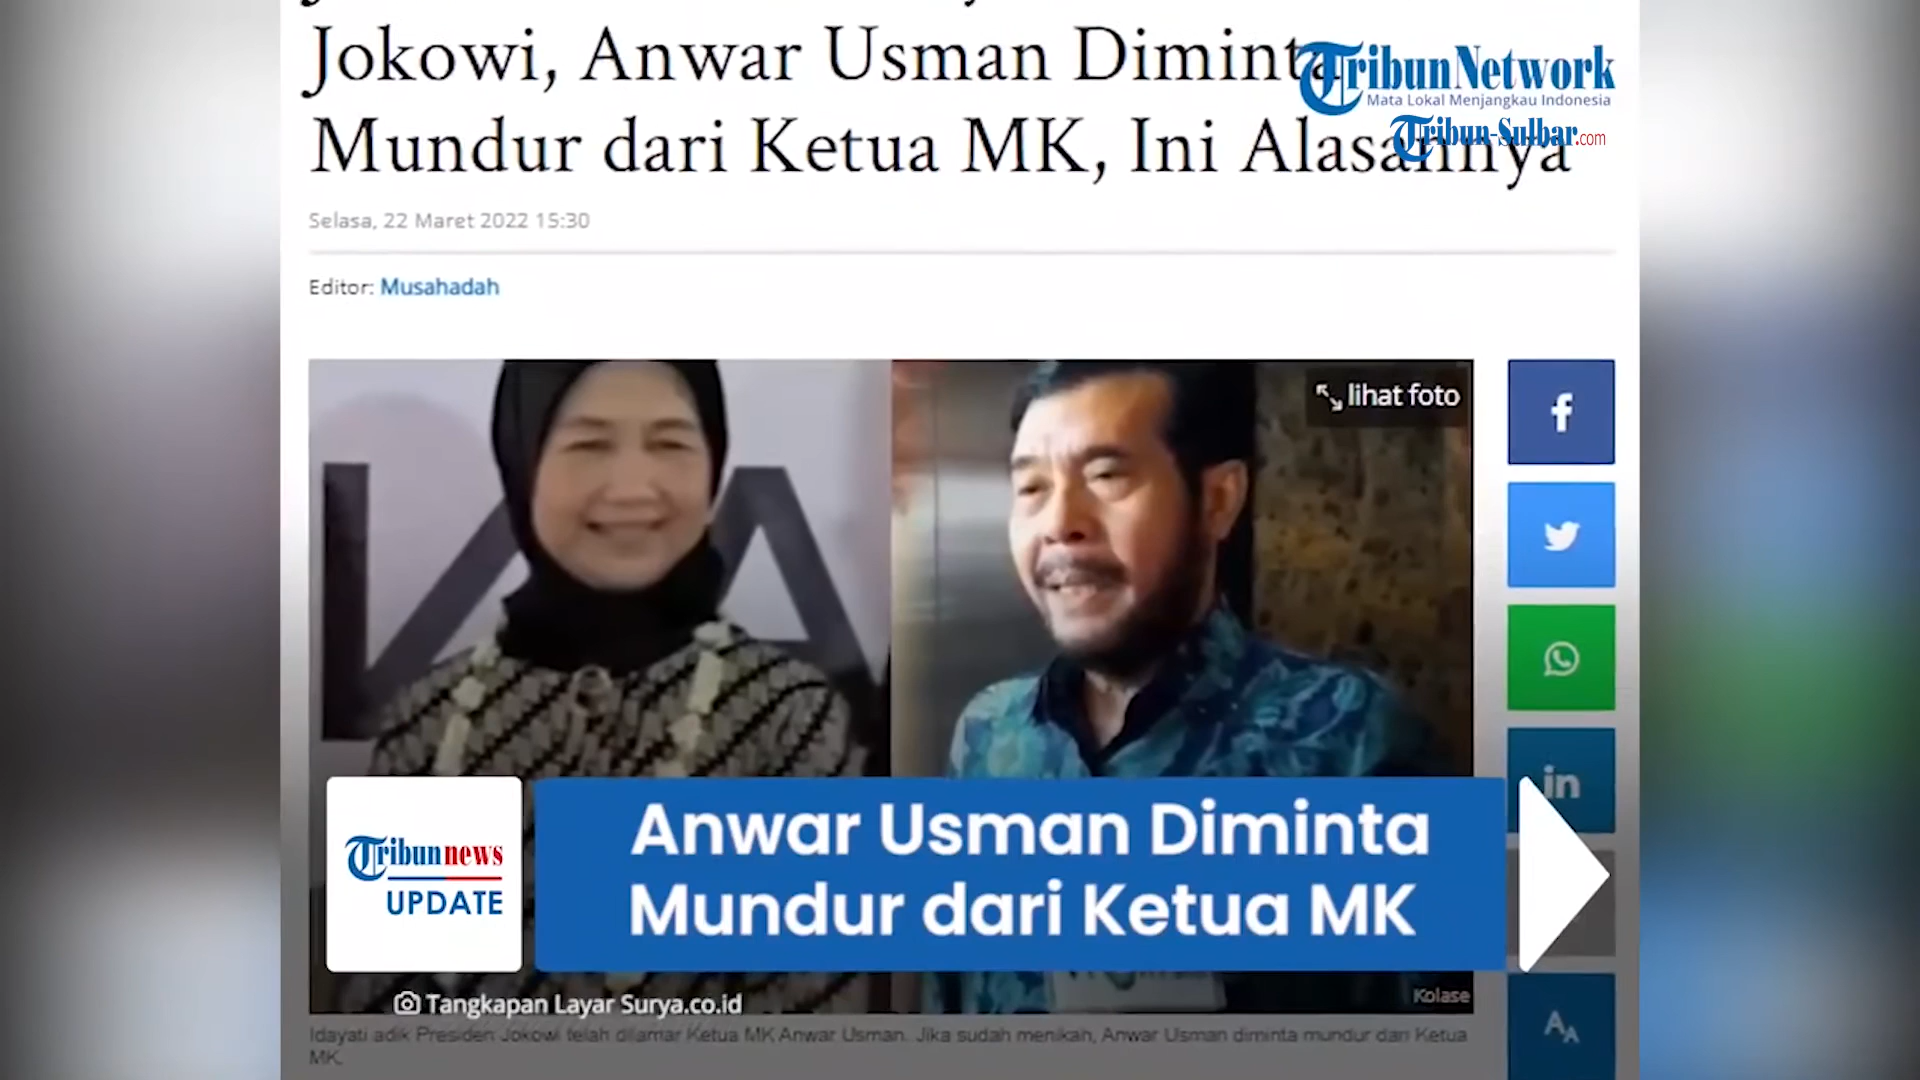 Jokowi, Anwar Usman Diminta
Mundur dari Ketua MK, Ini Alasannya
TribunNetwork
Mata Lokal Menjangkau Indonesia
Tribun-Sulbar.com
Selasa, 22 Maret 2022 15:30
Editor: Musahadah
lihat foto
Anwar Usman Diminta
Mundur dari Ketua MK
Tribunnews
UPDATE
in
Kolase
Tangkapan Layar Surya.co.id
AA
Idayati adik Presiden Jokowi telah dilamar Ketua MK Anwar Usman. Jika sudah menikah, Anwar Usman diminta mundur dari Ketua
MK.